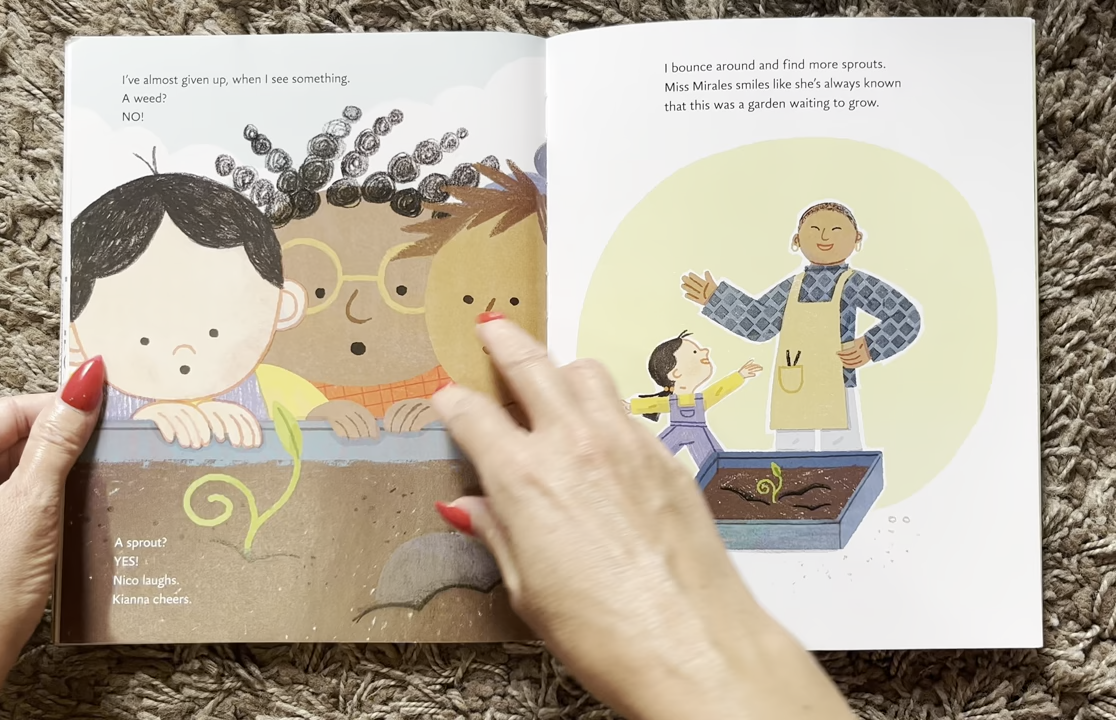 I've almost given up, when I see something.
A weed?
NO!
A sprout?
YES!
Nico laughs.
Kianna cheers.
I bounce around and find more sprouts.
Miss Mirales smiles like she's always known
that this was a garden waiting to grow.